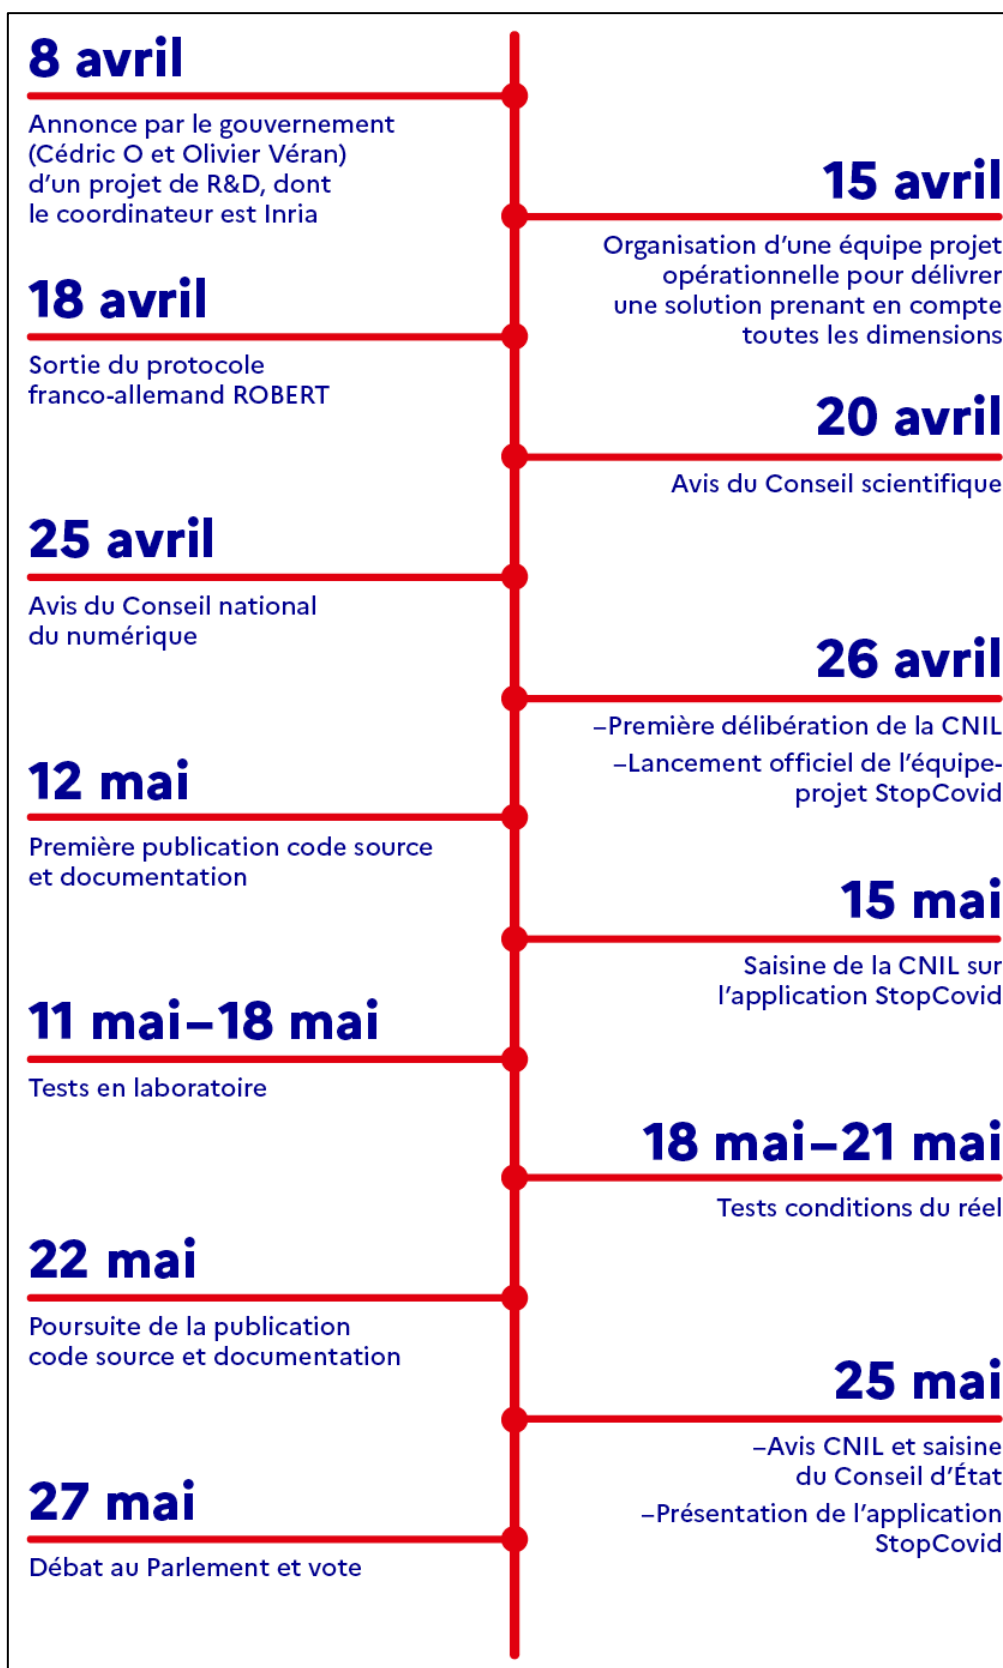 8 avril
Annonce par le gouvernement
(Cédric O et Olivier Véran)
d'un projet de R&D, dont
le coordinateur est Inria
15 avril
Organisation d'une équipe projet
opérationnelle pour délivrer
une solution prenant en compte
toutes les dimensions
18 avril
Sortie du protocole
franco-allemand ROBERT
20 avril
Avis du Conseil scientifique
25 avril
Avis du Conseil national
du numérique
26 avril
–Première délibération de la CNIL
–Lancement officiel de l'équipe-
projet StopCovid
12 mai
Première publication code source
et documentation
15 mai
Saisine de la CNIL sur
l'application StopCovid
11 mai–18 mai
Tests en laboratoire
18 mai–21 mai
Tests conditions du réel
22 mai
Poursuite de la publication
code source et documentation
25 mai
–Avis CNIL et saisine
du Conseil d'État
–Présentation de l'application
StopCovid
27 mai
Débat au Parlement et vote